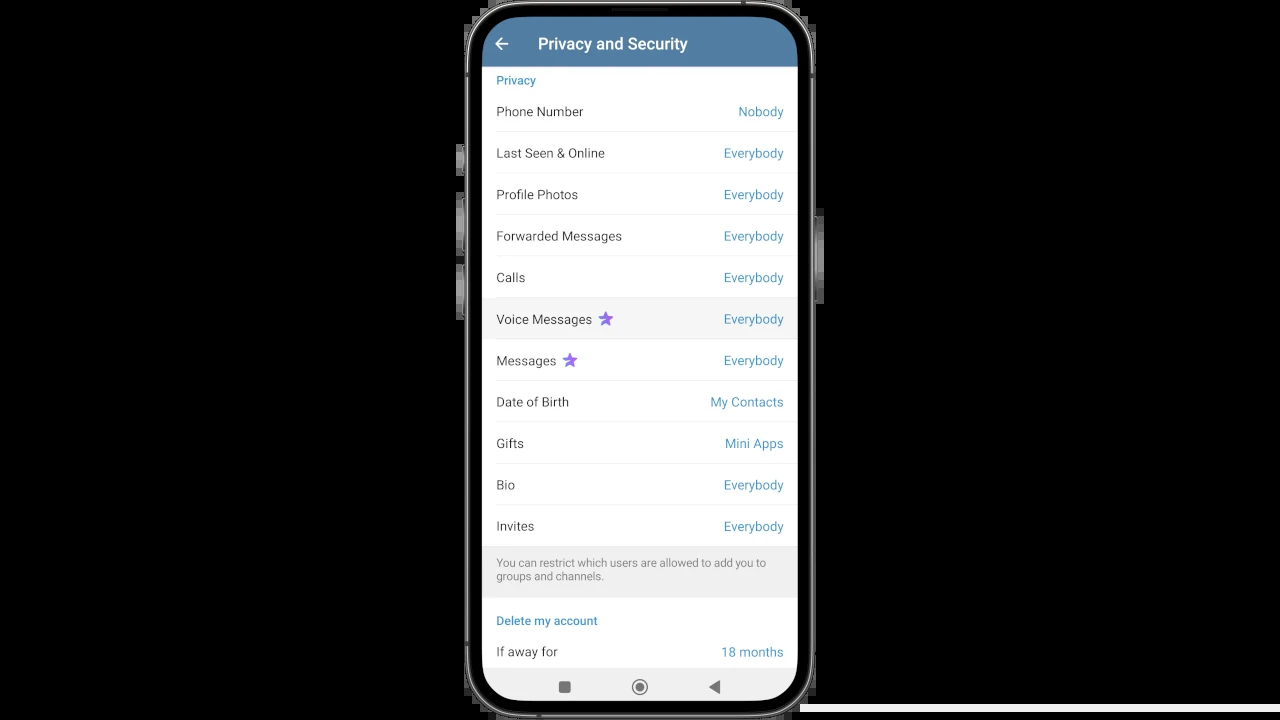 Privacy and Security
Privacy
Phone Number Nobody
Last Seen & Online Everybody
Profile Photos Everybody
Forwarded Messages Everybody
Calls Everybody
Voice Messages Everybody
Messages Everybody
Date of Birth My Contacts
Gifts Mini Apps
Bio Everybody
Invites Everybody
You can restrict which users are allowed to add you to
groups and channels.
Delete my account
If away for 18 months